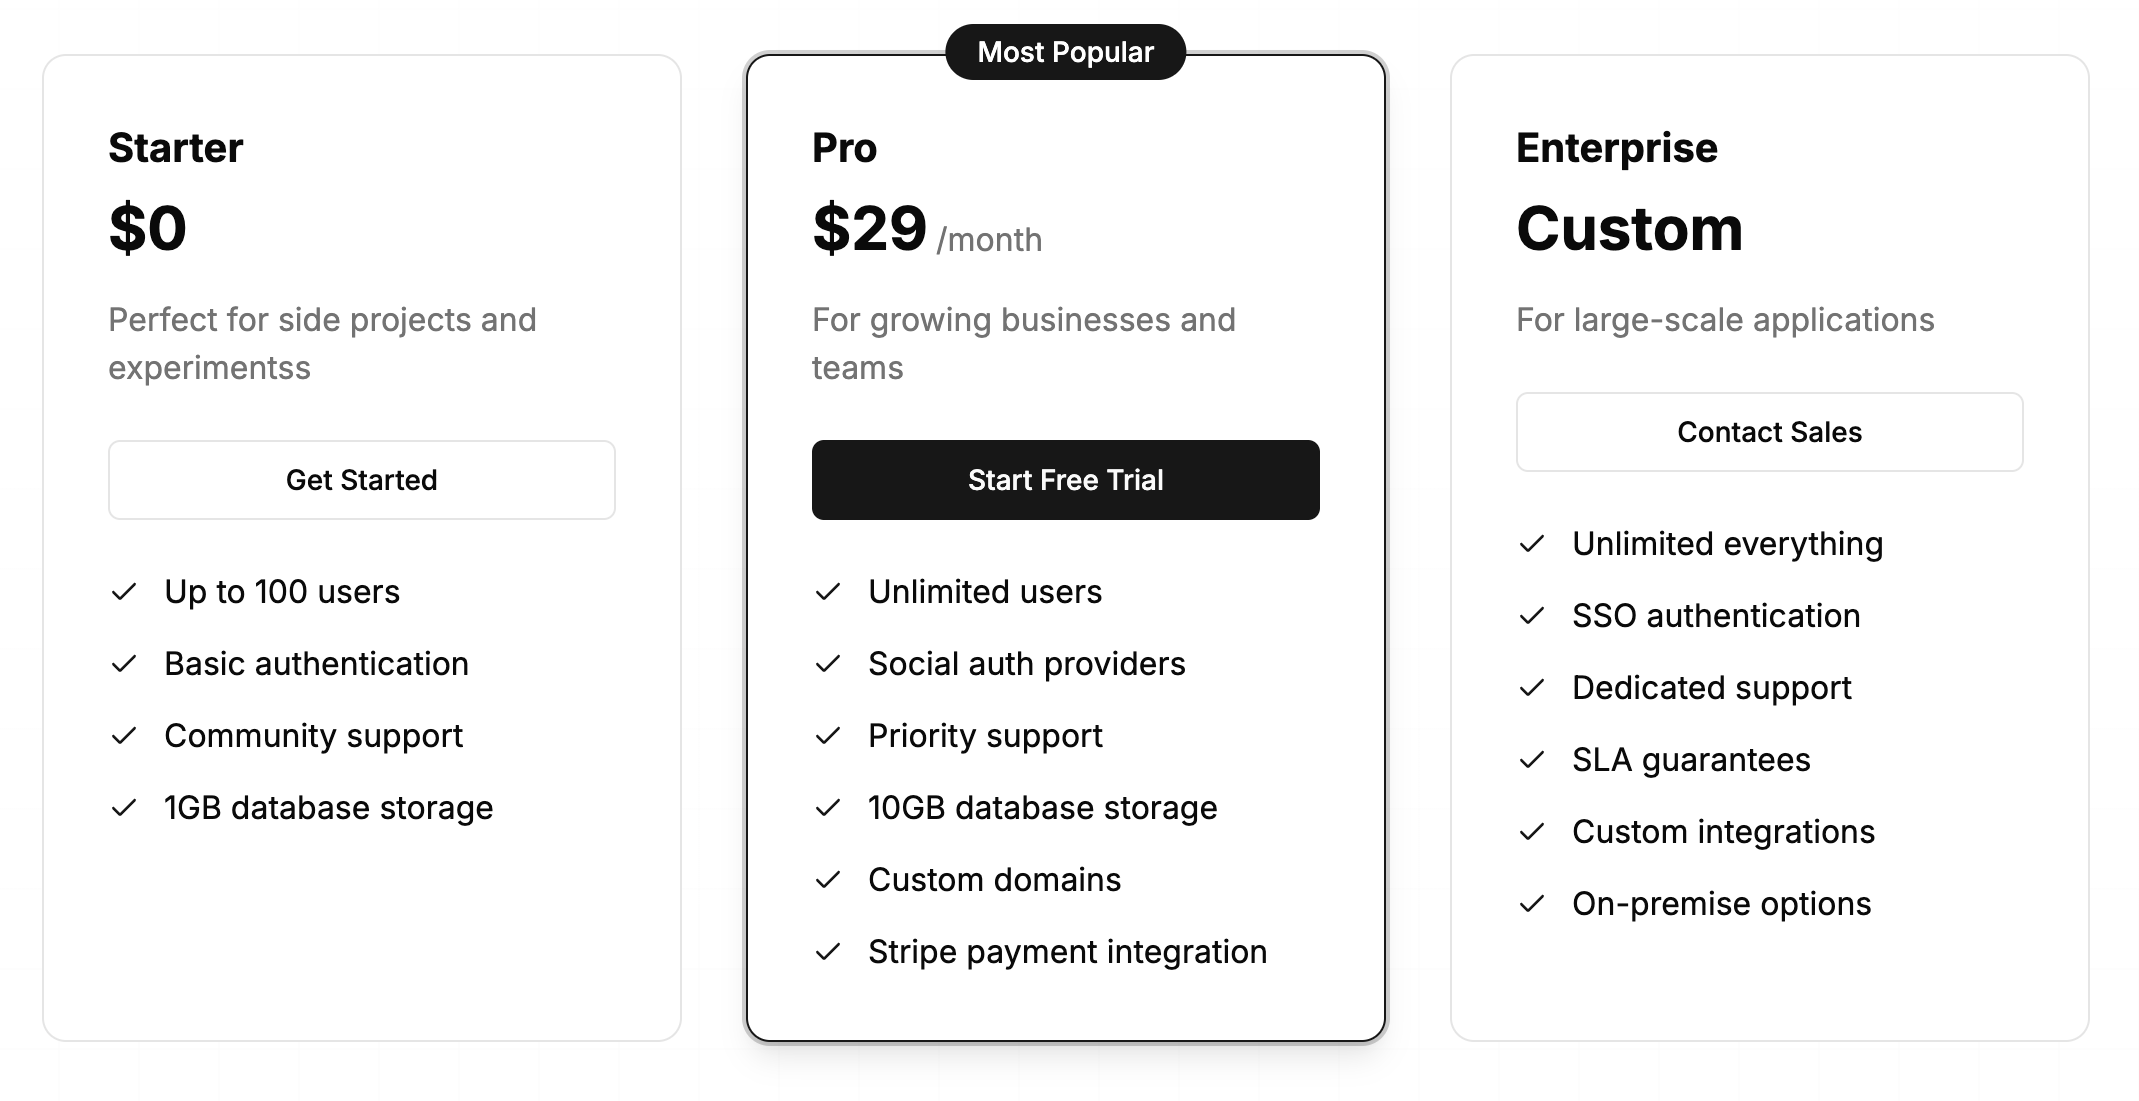 Most Popular
Starter
$0
Perfect for side projects and
experimentss
Get Started
Up to 100 users
Basic authentication
Community support
1GB database storage
Pro
$29 /month
For growing businesses and
teams
Start Free Trial
Unlimited users
Social auth providers
Priority support
10GB database storage
Custom domains
Stripe payment integration
Enterprise
Custom
For large-scale applications
Contact Sales
Unlimited everything
SSO authentication
Dedicated support
SLA guarantees
Custom integrations
On-premise options